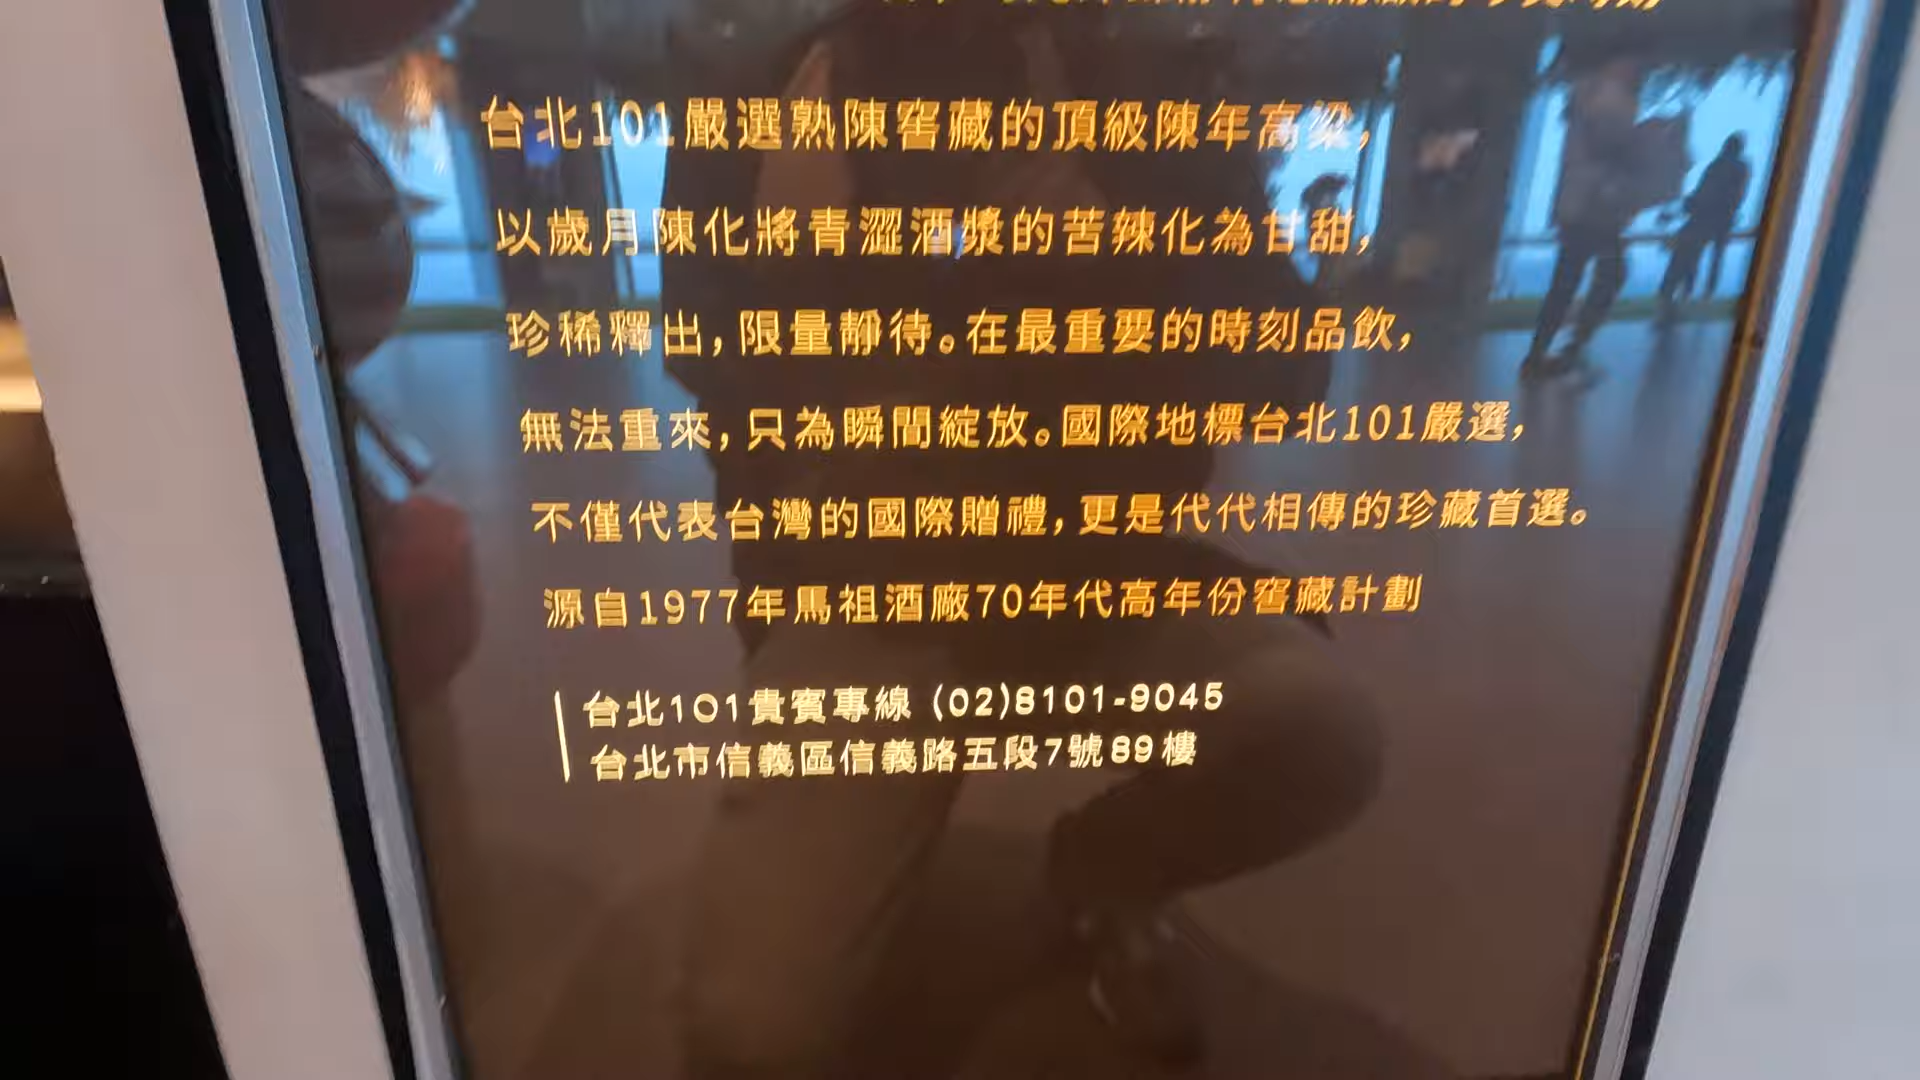 台北101嚴選熟陳窖藏的頂級陳年高粱，
以歲月陳化將青澀酒漿的苦辣化為甘甜，
珍稀釋出，限量靜待。在最重要的時刻品飲，
無法重來，只為瞬間綻放。國際地標台北101嚴選，
不僅代表台灣的國際贈禮，更是代代相傳的珍藏首選。
源自1977年馬祖酒廠70年代高年份窖藏計劃
台北101貴賓專線 (02)8101-9045
台北市信義區信義路五段7號89樓